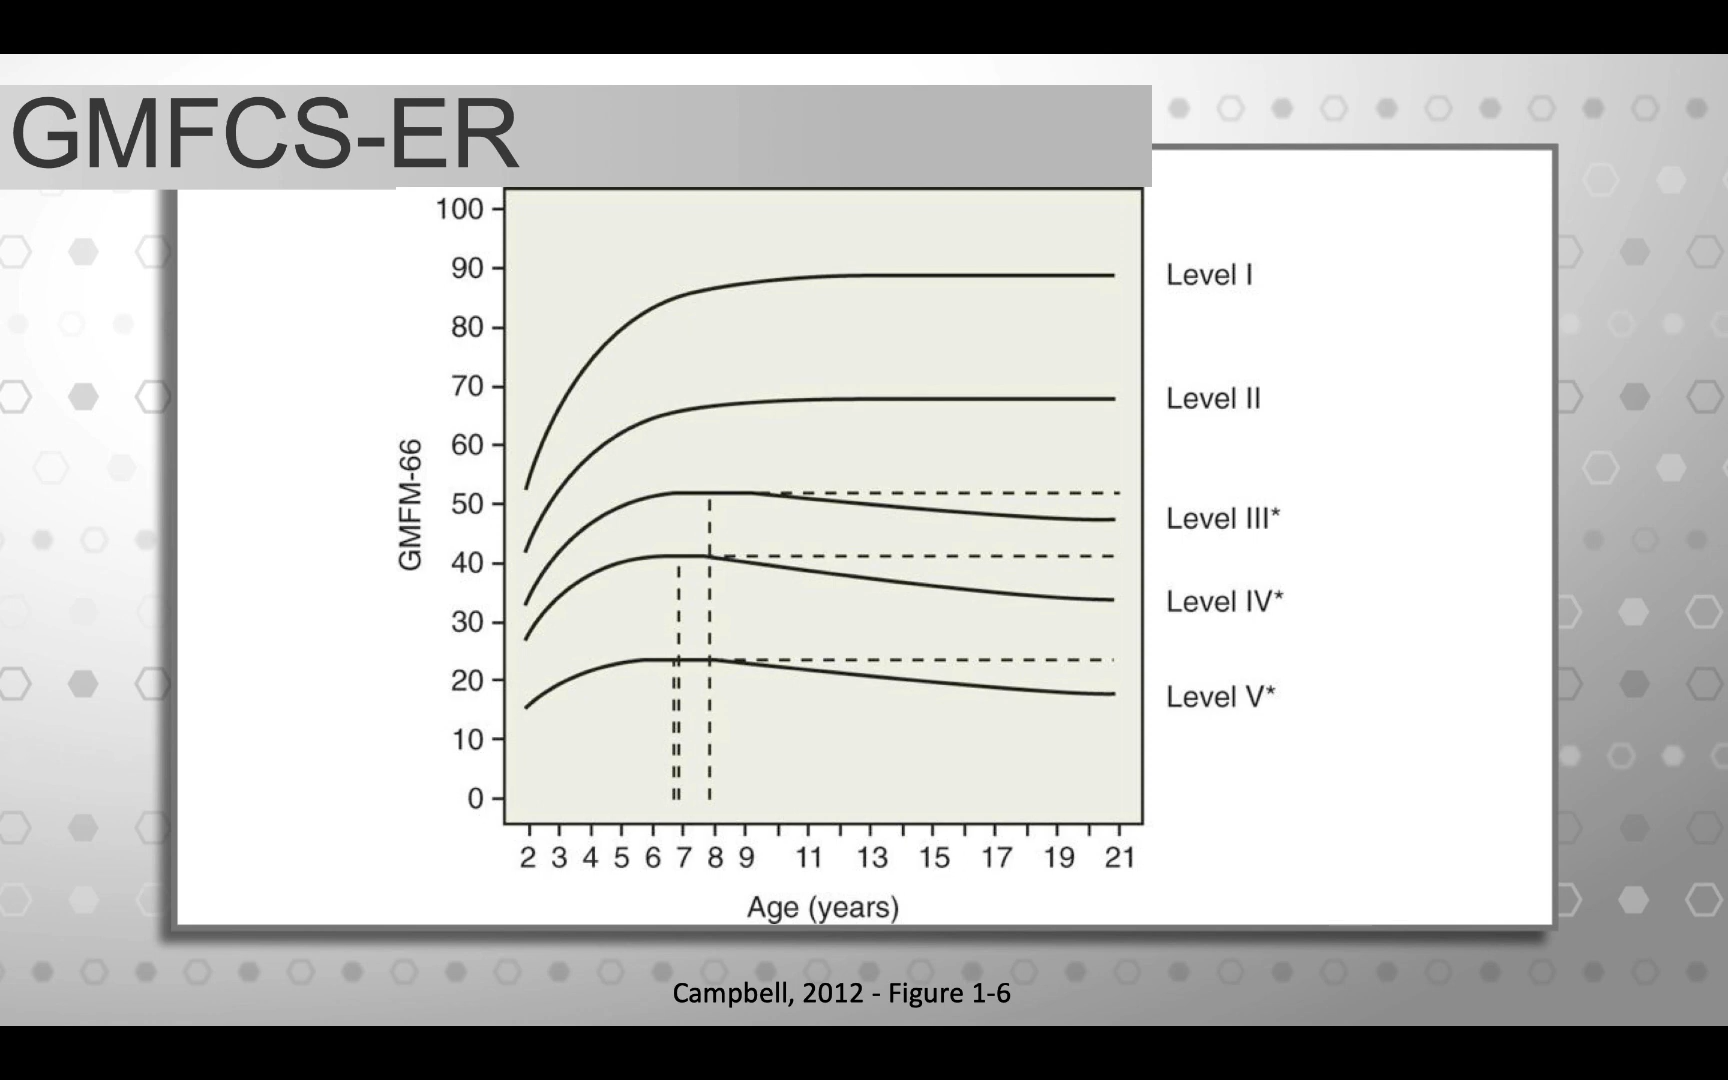 GMFCS-ER
100
90
80
70
60
50
40
30
20
10
0
GMFM-66
Level I
Level II
Level III*
Level IV*
Level V*
2 3 4 5 6 7 8 9 11 13 15 17 19 21
Age (years)
Campbell, 2012 - Figure 1-6